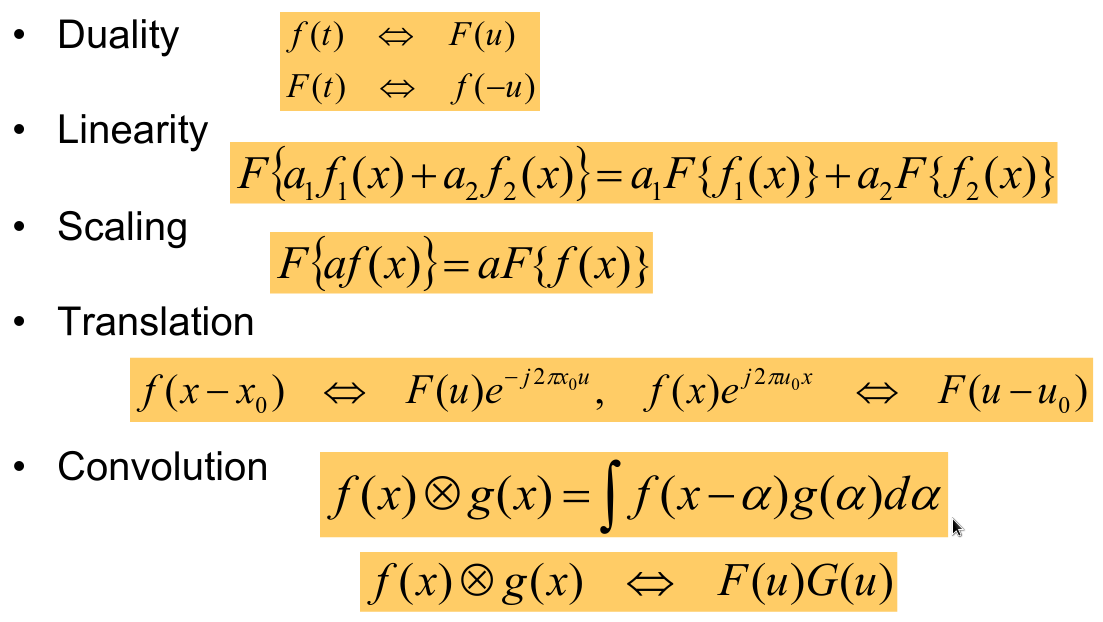 • Duality
f(t) ⇔ F(u)
F(t) ⇔ f(−u)
• Linearity
F{a₁f₁(x) + a₂f₂(x)} = a₁F{f₁(x)} + a₂F{f₂(x)}
• Scaling
F{af(x)} = aF{f(x)}
• Translation
f(x − x₀) ⇔ F(u)e^{−j2πx₀u}, f(x)e^{j2πu₀x} ⇔ F(u − u₀)
• Convolution
f(x) ⊗ g(x) = ∫ f(x − α)g(α)dα
f(x) ⊗ g(x) ⇔ F(u)G(u)